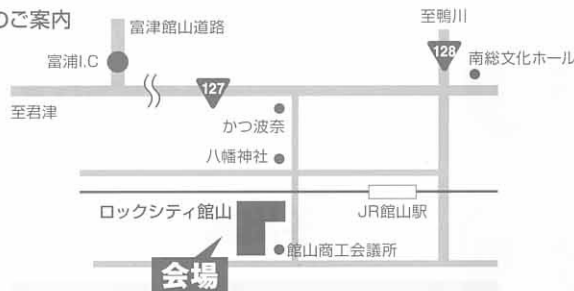 のご案内
富津館山道路
至鴨川
富浦I.C
128
南総文化ホール
127
至君津
かつ波奈
八幡神社
ロックシティ館山
JR館山駅
館山商工会議所
会場